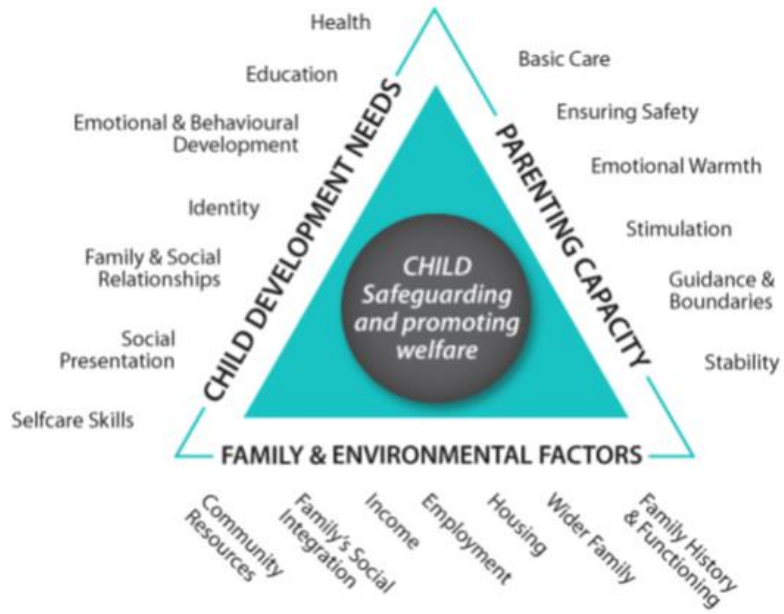 Health
Education
Emotional & Behavioural
Development
Identity
Family & Social
Relationships
Social
Presentation
Selfcare Skills
CHILD DEVELOPMENT NEEDS
CHILD
Safeguarding
and promoting
welfare
PARENTING CAPACITY
Basic Care
Ensuring Safety
Emotional Warmth
Stimulation
Guidance &
Boundaries
Stability
FAMILY & ENVIRONMENTAL FACTORS
Community
Resources
Family's Social
Integration
Income
Employment
Housing
Wider Family
Family History
& Functioning